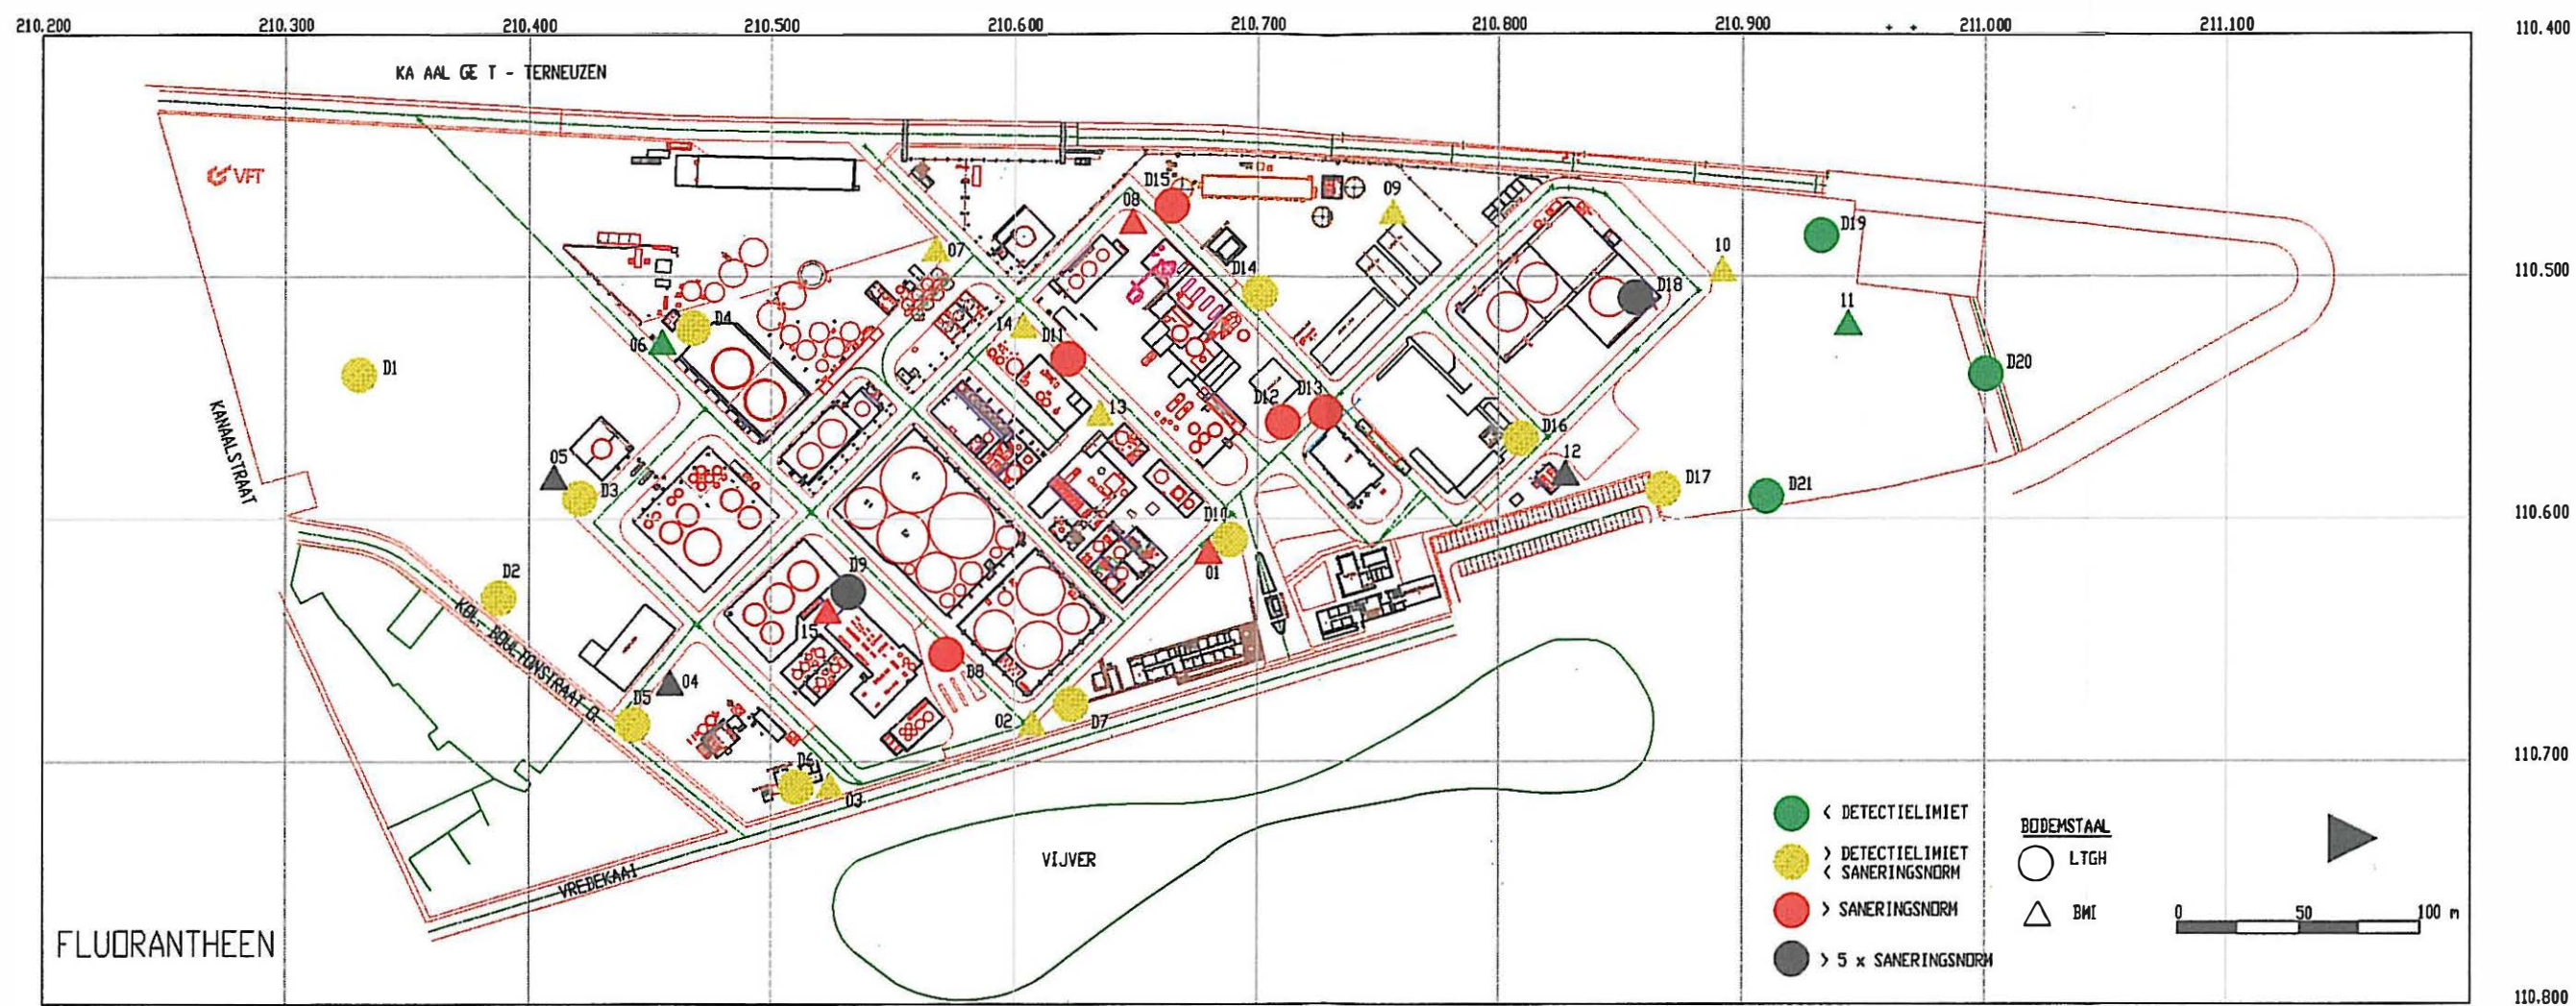 210.200 210.300 210.400 210.500 210.600 210.700 210.800 210.900 211.000 211.100 110.400
KA AAL GE T - TERNEUZEN
VFT
D15
08
09
D19
07
10
D14
D18
11
110.500
14
D11
D4
06
D20
D1
13
D12
D13
D16
KANAALSTRAAT
05
D3
12
D17
D21
110.600
D10
01
D9
D2
15
KOL. BOURTONSTRAAT
D8
04
D5
02
D7
110.700
D6
03
VIJVER
VREDEKAAI
FLUORANTHEEN
< DETECTIELIMIET
> DETECTIELIMIET
< SANERINGSNORM
> SANERINGSNORM
> 5 x SANERINGSNORM
BODEMSTAAL
LTGH
BMI
0 50 100 m
110.800